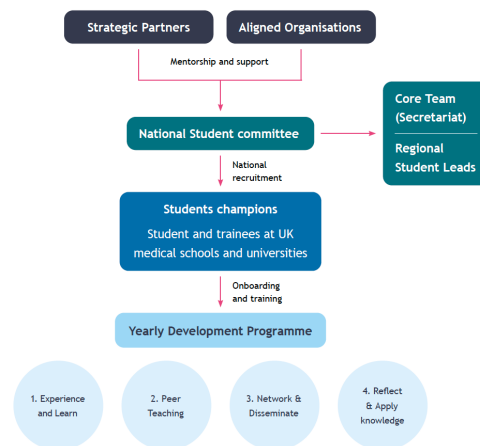 Strategic Partners
Aligned Organisations
Mentorship and support
National Student committee
Core Team
(Secretariat)
Regional
Student Leads
National
recruitment
Students champions
Student and trainees at UK
medical schools and universities
Onboarding
and training
Yearly Development Programme
1. Experience
and Learn
2. Peer
Teaching
3. Network &
Disseminate
4. Reflect
& Apply
knowledge